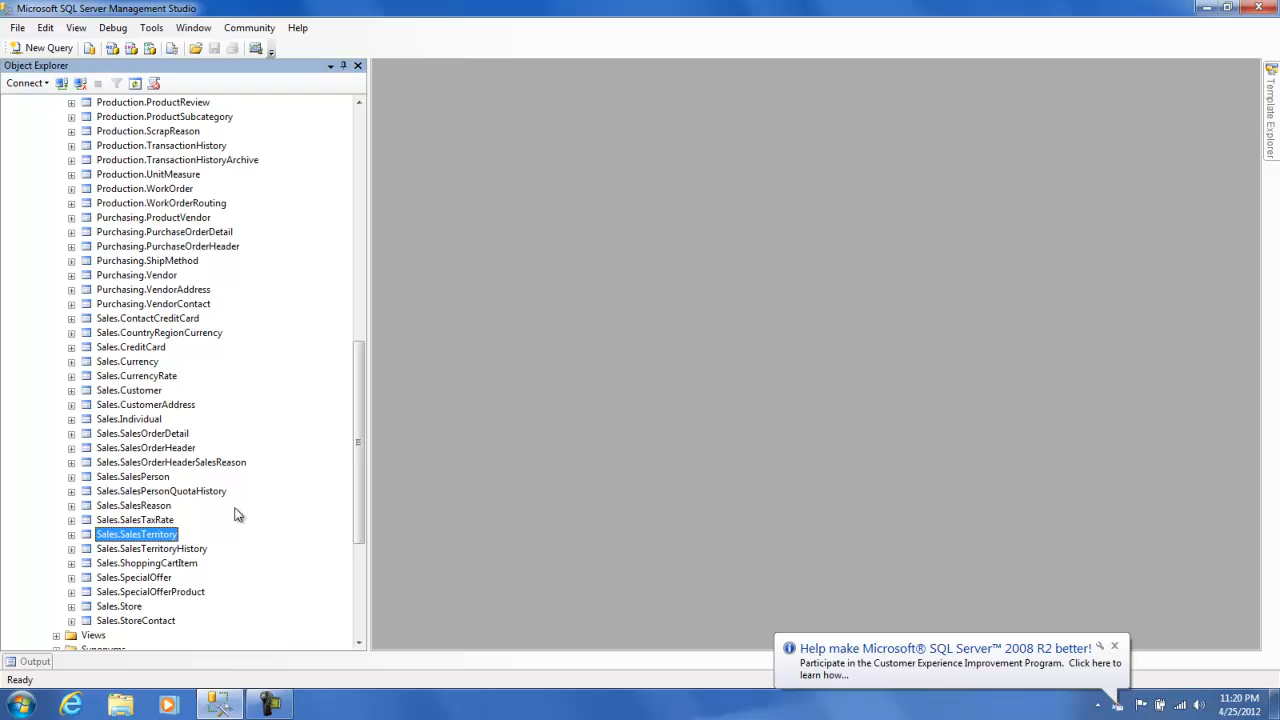 Microsoft SQL Server Management Studio
File Edit View Debug Tools Window Community Help
New Query
Object Explorer
Connect
Production.ProductReview
Production.ProductSubcategory
Production.ScrapReason
Production.TransactionHistory
Production.TransactionHistoryArchive
Production.UnitMeasure
Production.WorkOrder
Production.WorkOrderRouting
Purchasing.ProductVendor
Purchasing.PurchaseOrderDetail
Purchasing.PurchaseOrderHeader
Purchasing.ShipMethod
Purchasing.Vendor
Purchasing.VendorAddress
Purchasing.VendorContact
Sales.ContactCreditCard
Sales.CountryRegionCurrency
Sales.CreditCard
Sales.Currency
Sales.CurrencyRate
Sales.Customer
Sales.CustomerAddress
Sales.Individual
Sales.SalesOrderDetail
Sales.SalesOrderHeader
Sales.SalesOrderHeaderSalesReason
Sales.SalesPerson
Sales.SalesPersonQuotaHistory
Sales.SalesReason
Sales.SalesTaxRate
Sales.SalesTerritory
Sales.SalesTerritoryHistory
Sales.ShoppingCartItem
Sales.SpecialOffer
Sales.SpecialOfferProduct
Sales.Store
Sales.StoreContact
Views
Synonyms
Output
Ready
Template Explorer
Help make Microsoft® SQL Server™ 2008 R2 better!
Participate in the Customer Experience Improvement Program. Click here to
learn how...
11:20 PM
4/25/2012